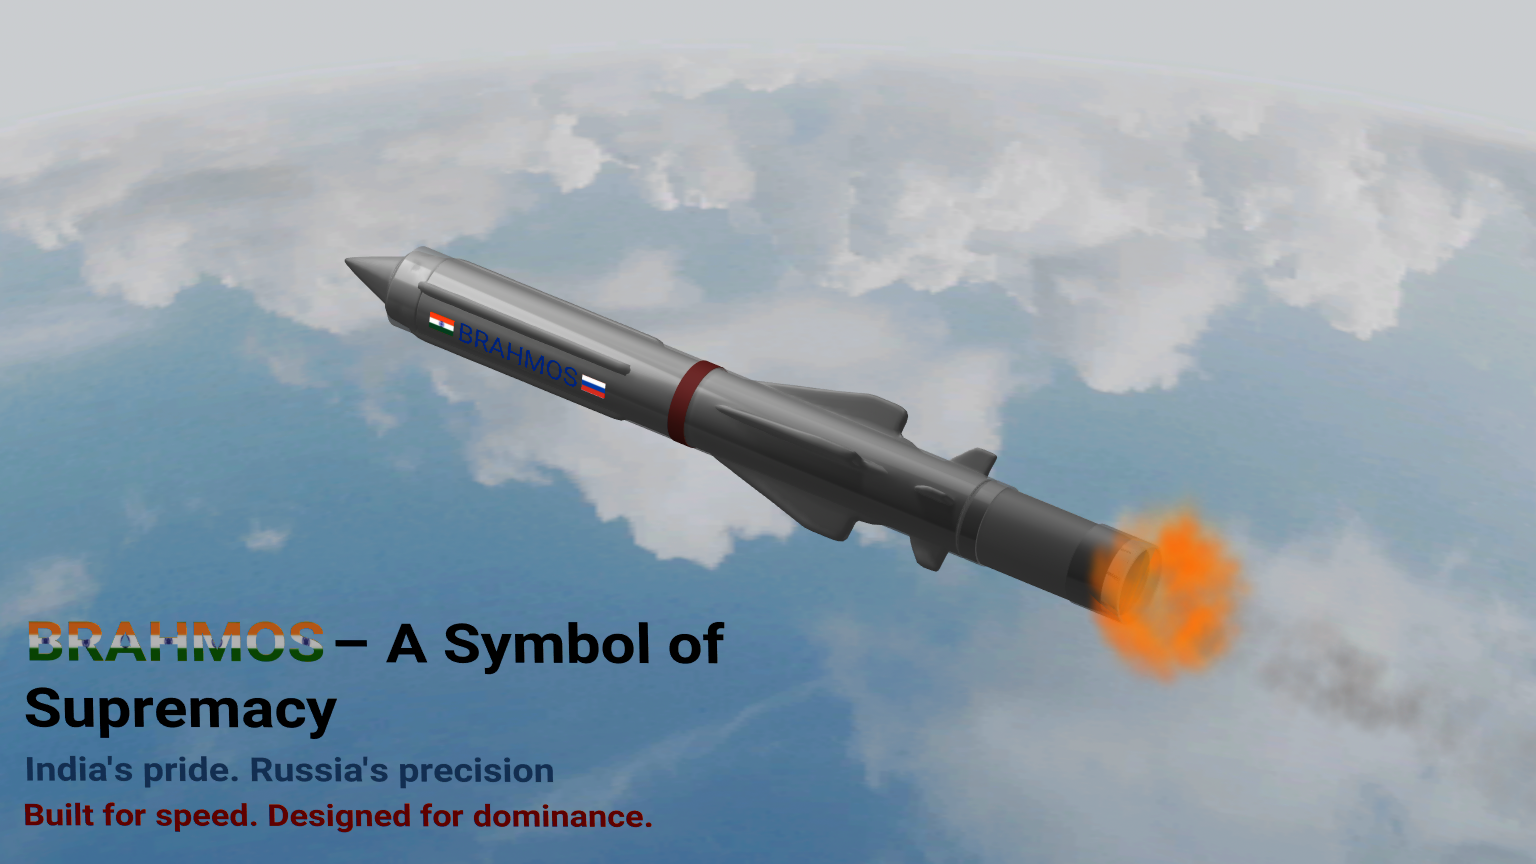 BRAHMOS
BRAHMOS – A Symbol of
Supremacy
India's pride. Russia's precision
Built for speed. Designed for dominance.